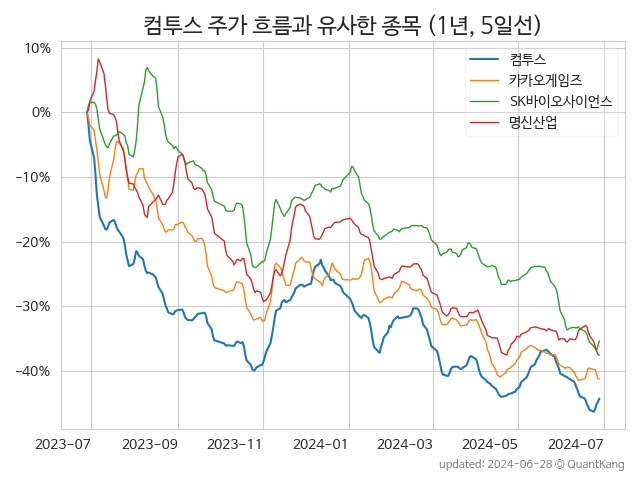 컴투스 주가 흐름과 유사한 종목 (1년, 5일선)
컴투스
카카오게임즈
SK바이오사이언스
명신산업
10%
0%
−10%
−20%
−30%
−40%
2023-07 2023-09 2023-11 2024-01 2024-03 2024-05 2024-07
updated: 2024-06-28 © QuantKang